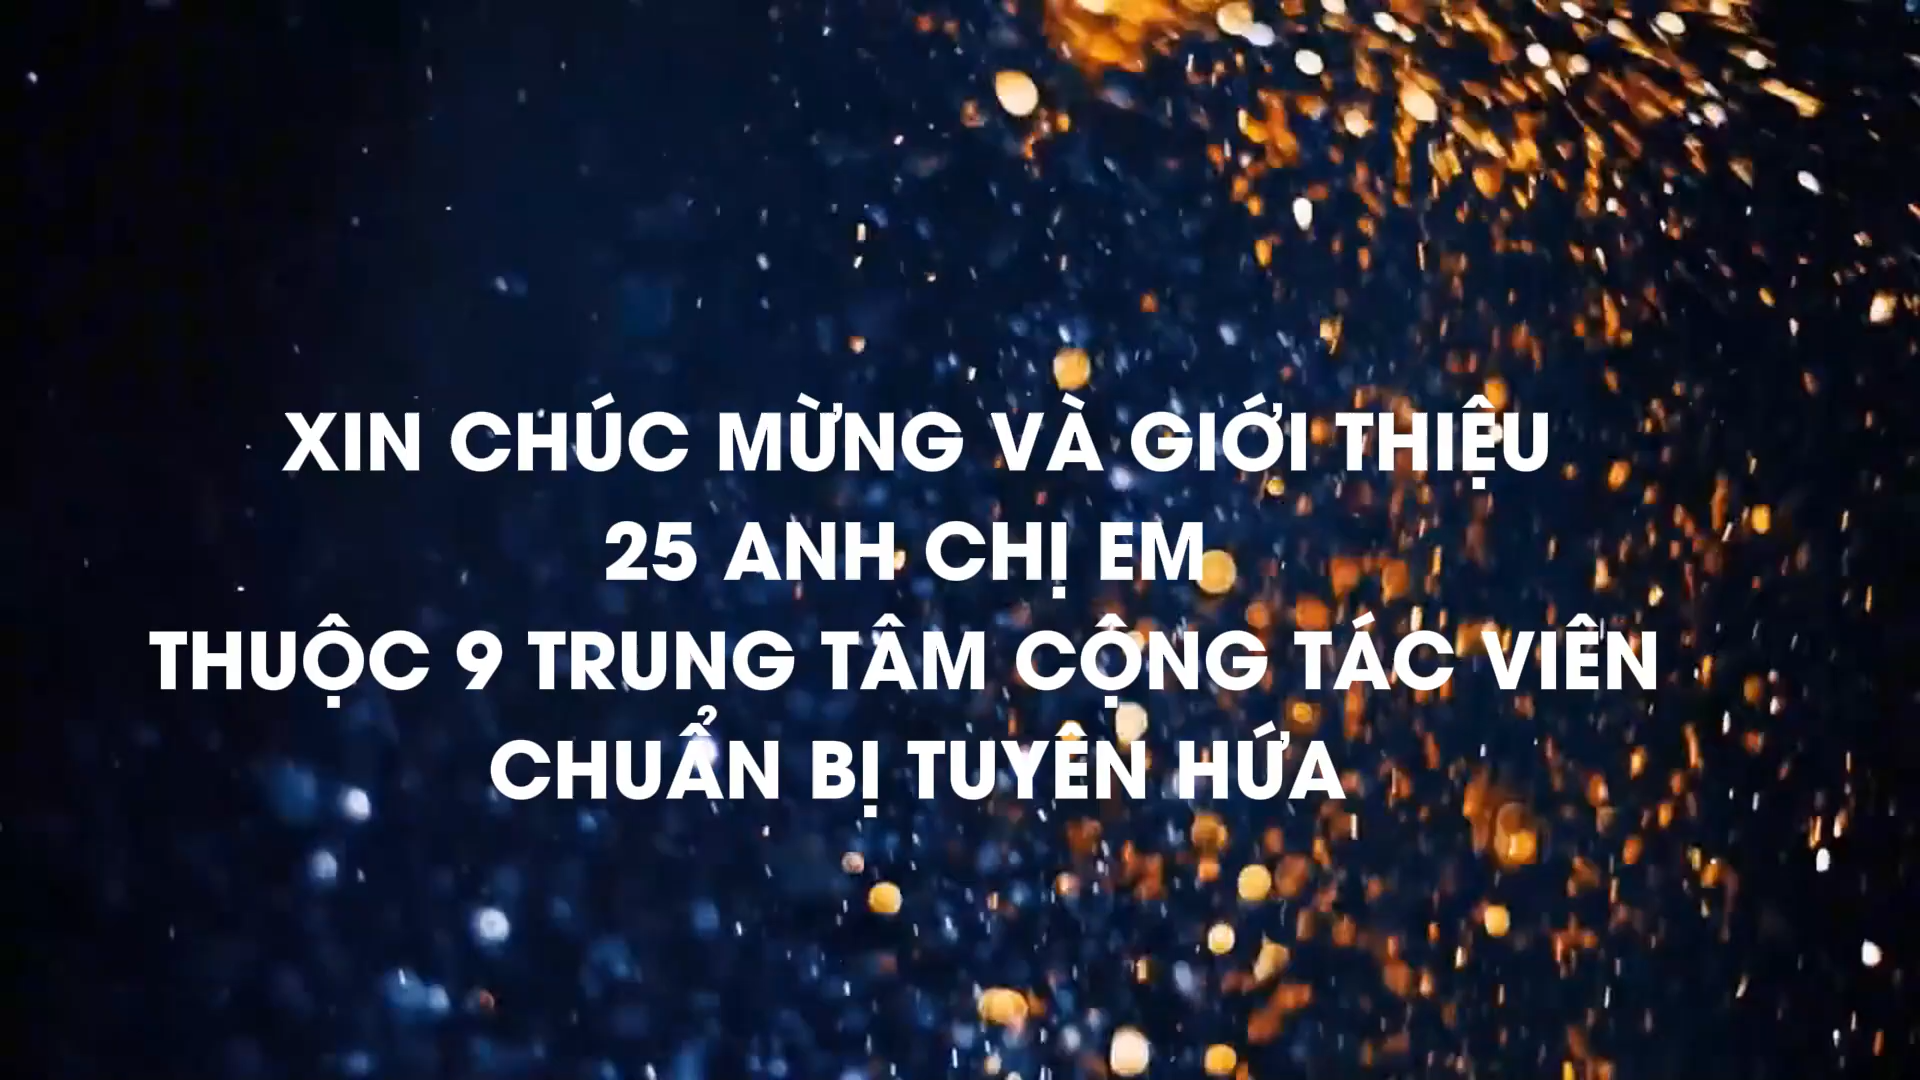 XIN CHÚC MỪNG VÀ GIỚI THIỆU
25 ANH CHỊ EM
THUỘC 9 TRUNG TÂM CỘNG TÁC VIÊN
CHUẨN BỊ TUYÊN HỨA